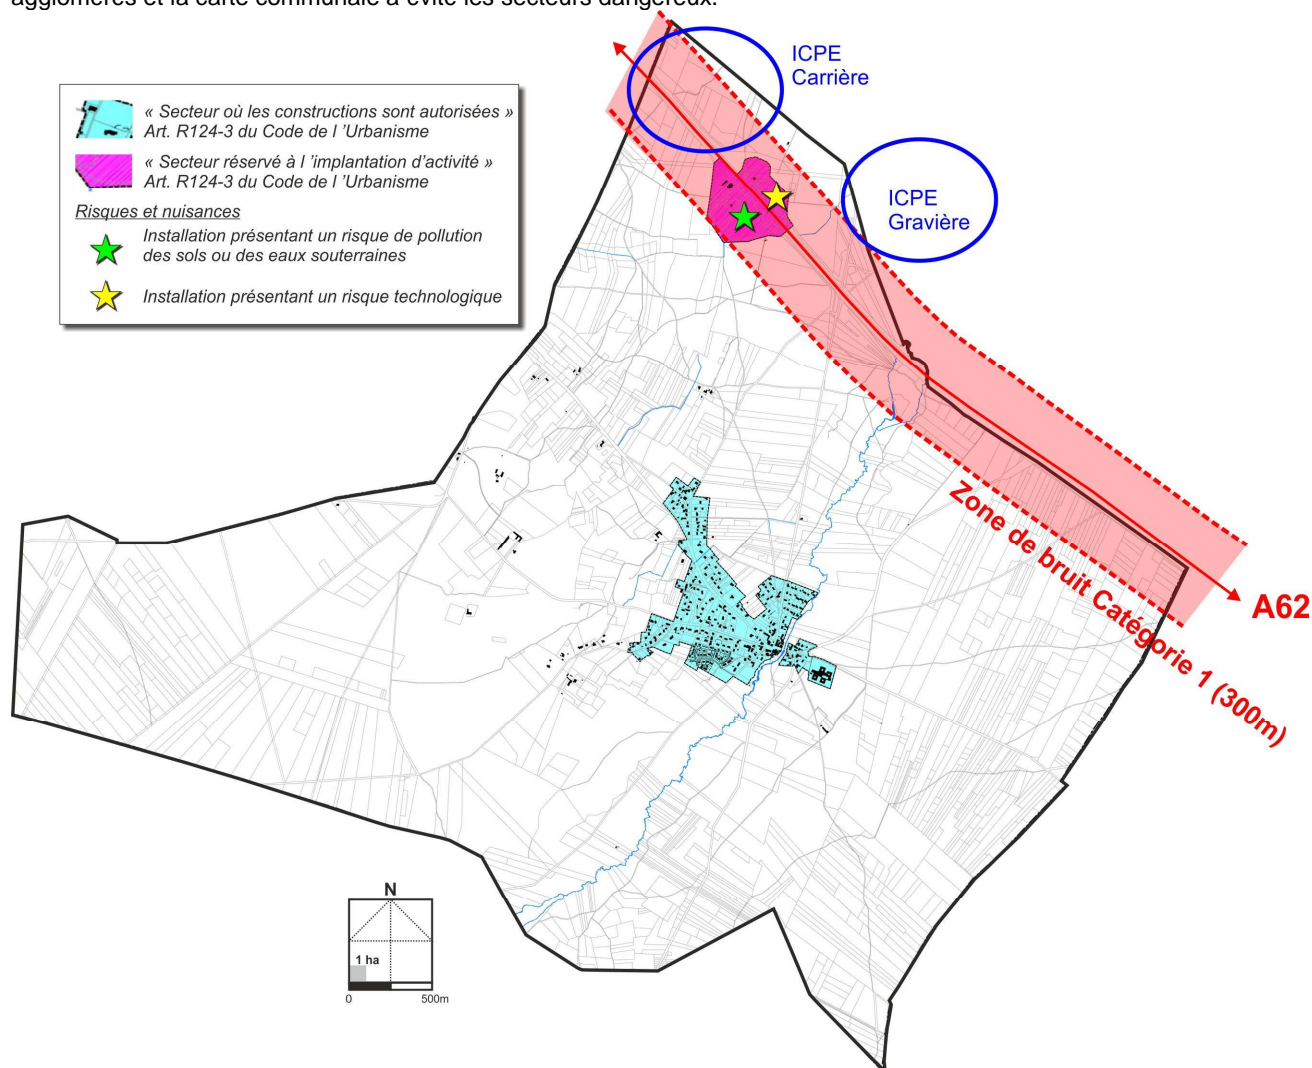 agglomérés et la carte communale a évité les secteurs dangereux.
ICPE
Carrière
« Secteur où les constructions sont autorisées »
Art. R124-3 du Code de l 'Urbanisme
« Secteur réservé à l 'implantation d'activité »
Art. R124-3 du Code de l 'Urbanisme
Risques et nuisances
Installation présentant un risque de pollution
des sols ou des eaux souterraines
Installation présentant un risque technologique
ICPE
Gravière
Zone de bruit Catégorie 1 (300m)
A62
N
1 ha
0 500m